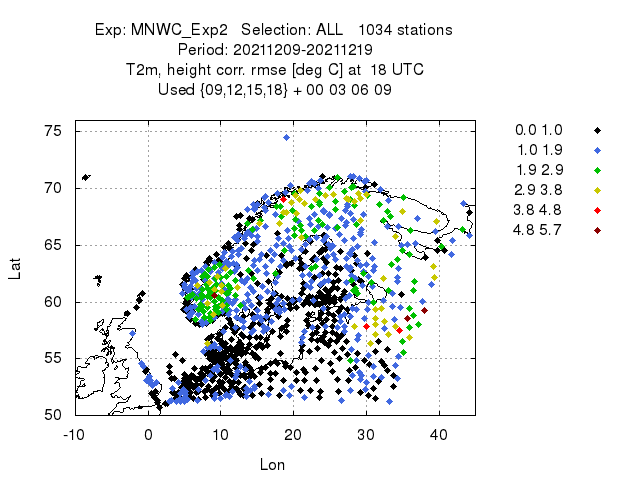 Exp: MNWC_Exp2   Selection: ALL   1034 stations
Period: 20211209-20211219
T2m, height corr. rmse [deg C] at  18 UTC
Used {09,12,15,18} + 00 03 06 09
0.0 1.0
1.0 1.9
1.9 2.9
2.9 3.8
3.8 4.8
4.8 5.7
75
70
65
60
55
50
Lat
-10 0 10 20 30 40
Lon